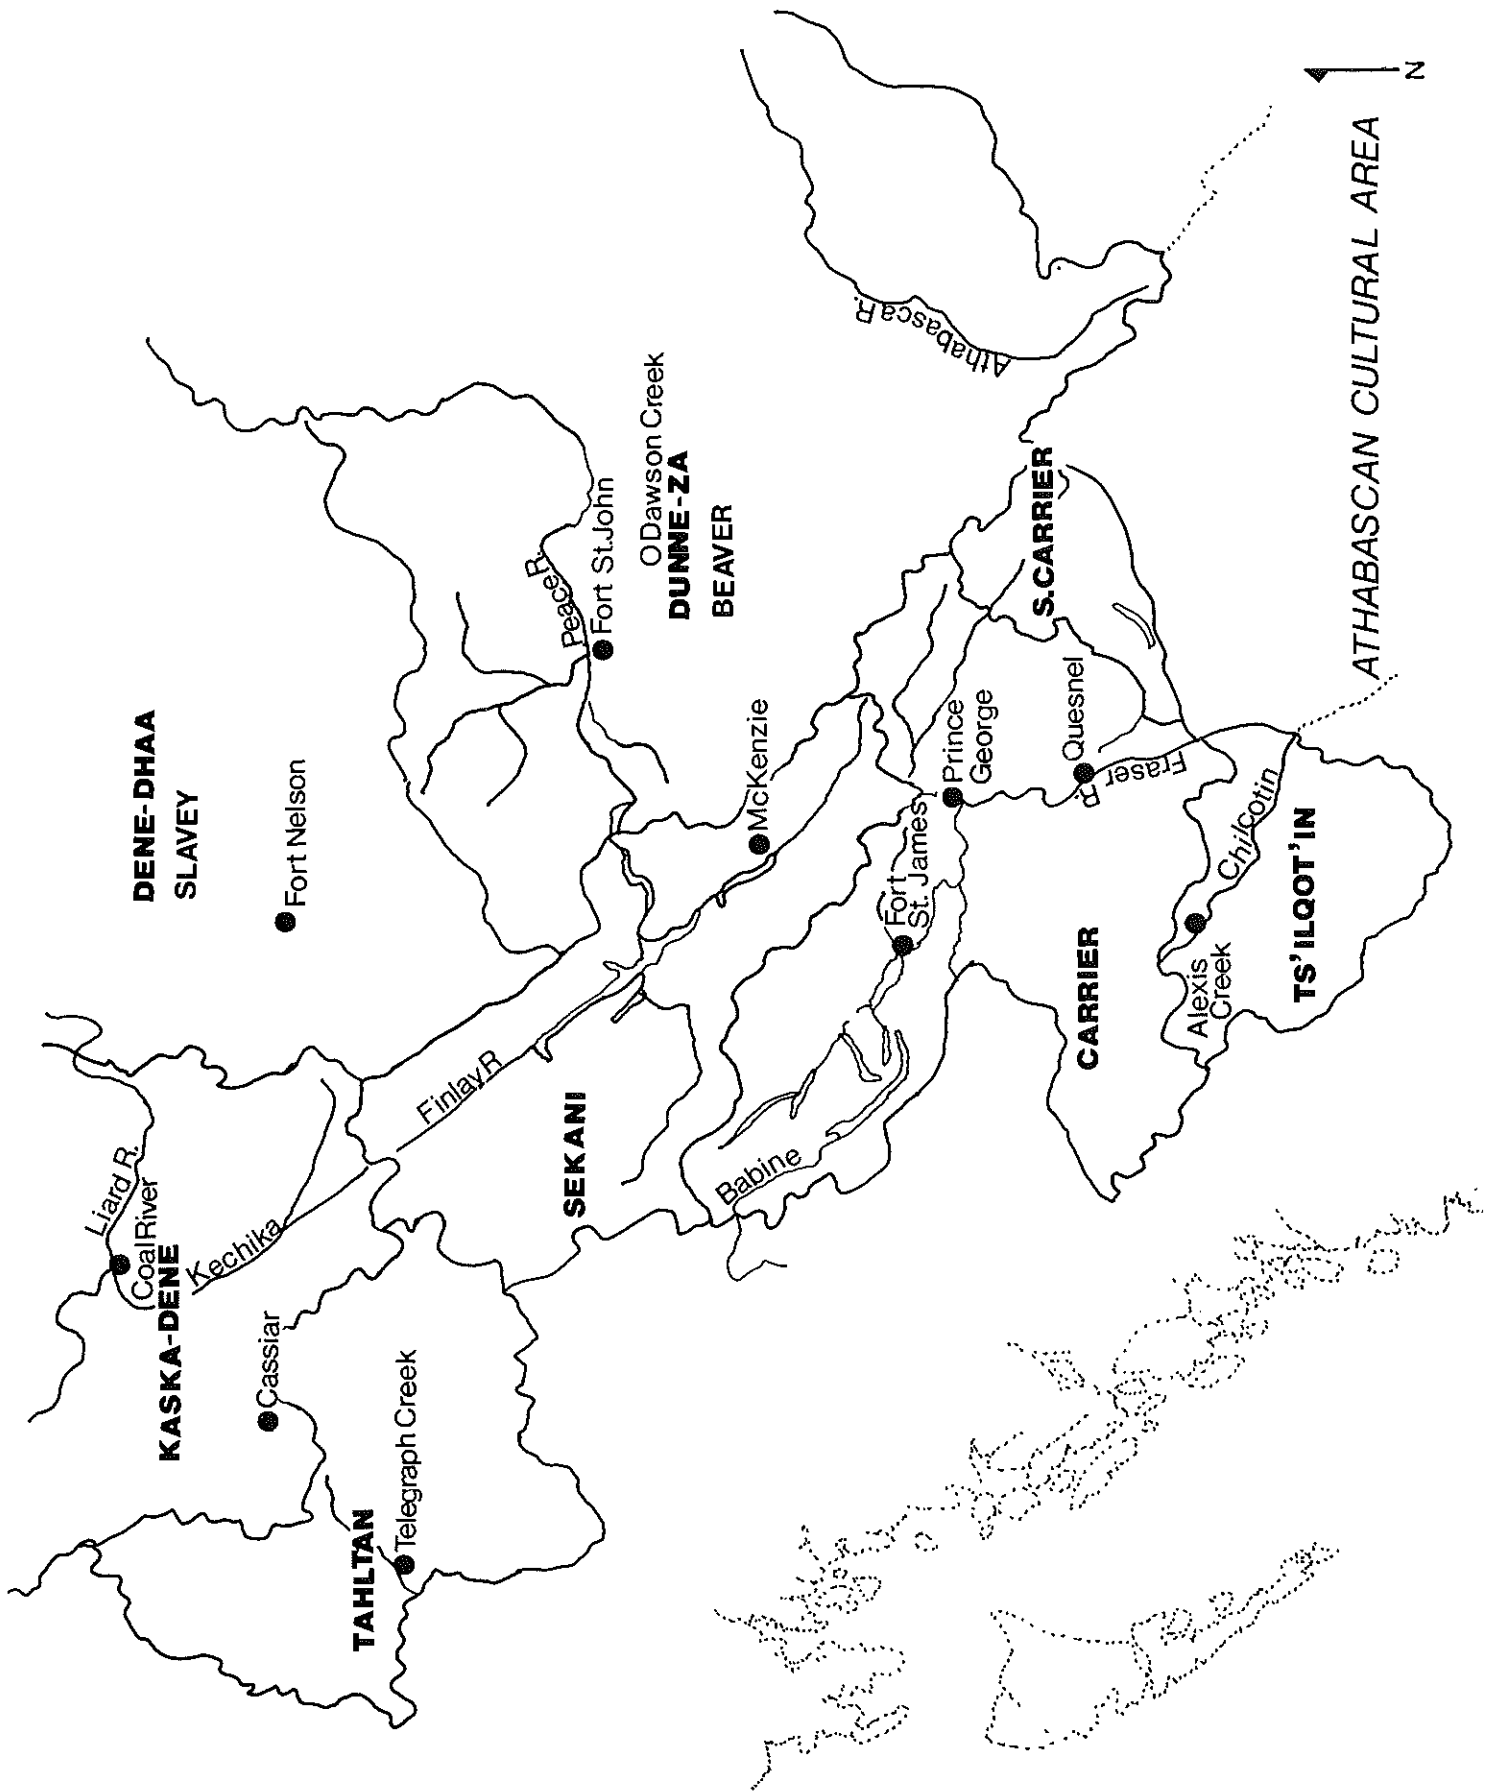 DENE-DHAA
SLAVEY
Fort Nelson
Liard R.
Coal River
KASKA-DENE
Kechika
Cassiar
TAHLTAN
Telegraph Creek
Finlay R
SEKANI
Peace R.
Fort St.John
O Dawson Creek
DUNNE-ZA
BEAVER
McKenzie
Babine
Fort
St. James
Prince
George
Athabasca R.
S.CARRIER
Quesnel
Fraser
R.
CARRIER
Alexis
Creek
Chilcotin
TS'ILQOT'IN
ATHABASCAN CULTURAL AREA
N